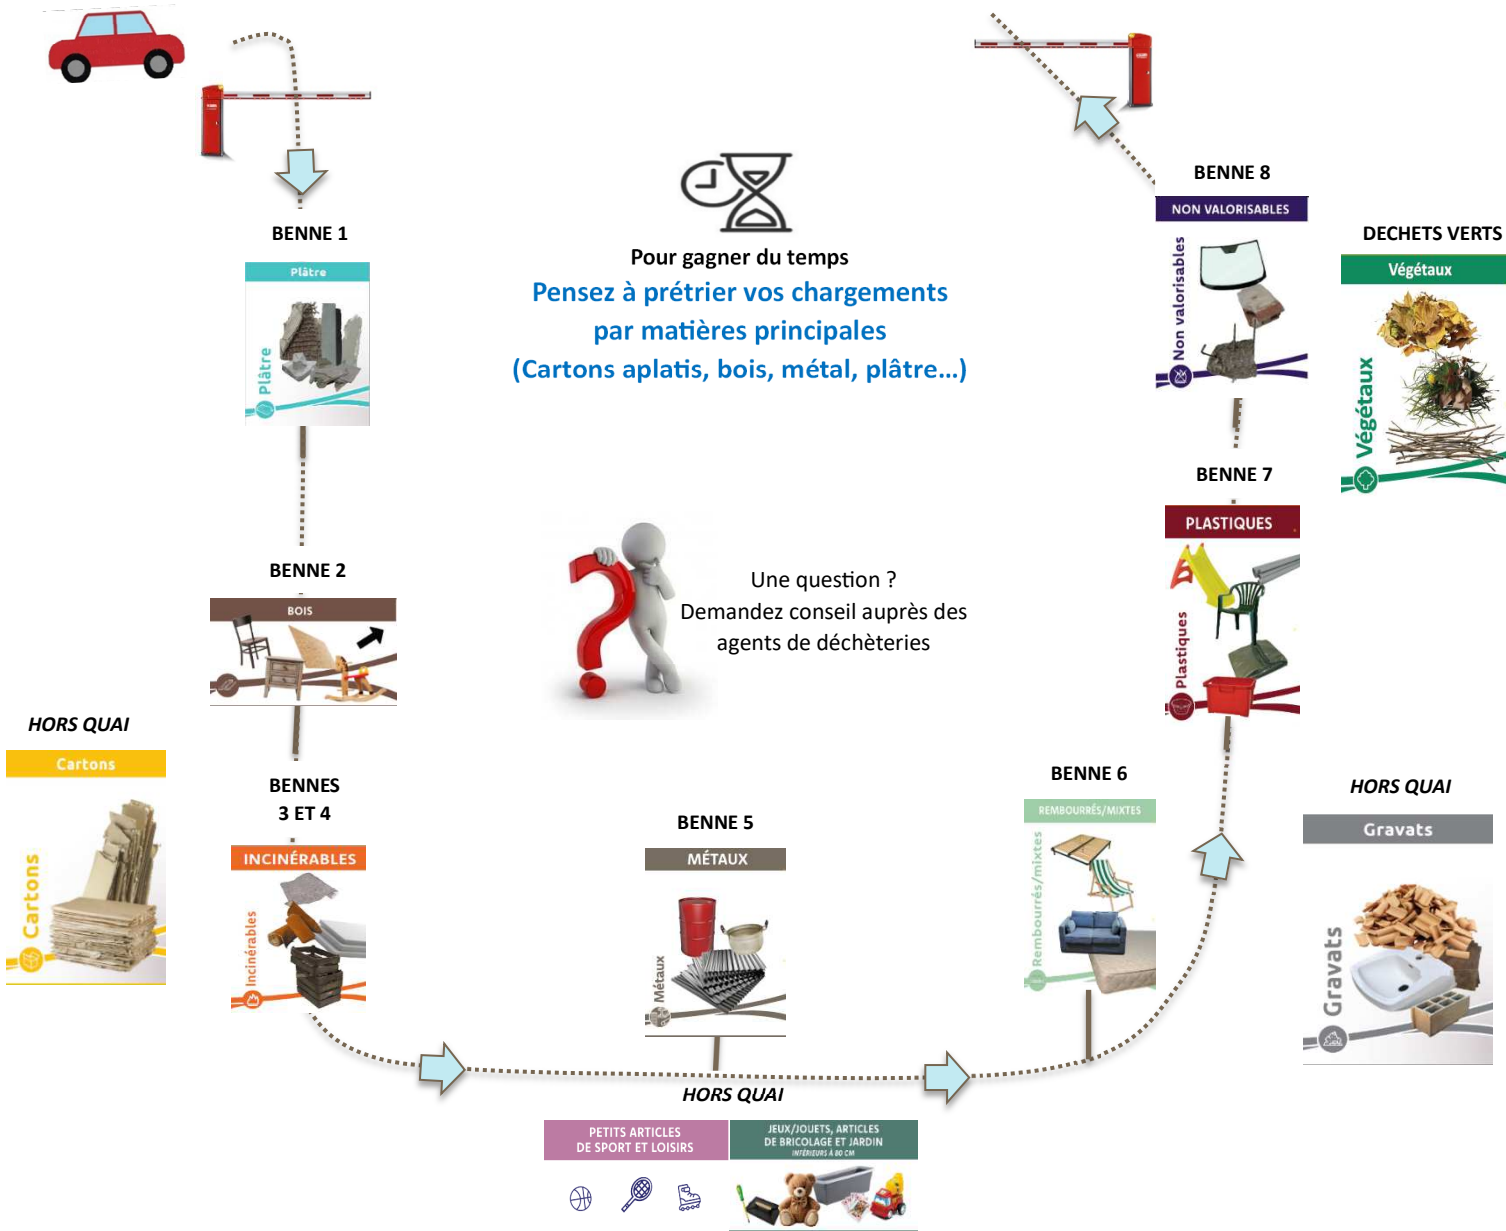 BENNE 1
Plâtre
Plâtre
Pour gagner du temps
Pensez à prétrier vos chargements
par matières principales
(Cartons aplatis, bois, métal, plâtre...)
BENNE 8
NON VALORISABLES
Non valorisables
DECHETS VERTS
Végétaux
Végétaux
BENNE 7
PLASTIQUES
Plastiques
BENNE 2
BOIS
Une question ?
Demandez conseil auprès des
agents de déchèteries
HORS QUAI
Cartons
Cartons
BENNES
3 ET 4
INCINÉRABLES
Incinérables
BENNE 5
MÉTAUX
Métaux
BENNE 6
REMBOURRÉS/MIXTES
Rembourrés/mixtes
HORS QUAI
Gravats
Gravats
HORS QUAI
PETITS ARTICLES
DE SPORT ET LOISIRS
JEUX/JOUETS, ARTICLES
DE BRICOLAGE ET JARDIN
INFÉRIEURS À 80 CM